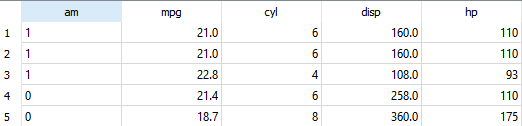 am mpg cyl disp hp
1 1 21.0 6 160.0 110
2 1 21.0 6 160.0 110
3 1 22.8 4 108.0 93
4 0 21.4 6 258.0 110
5 0 18.7 8 360.0 175